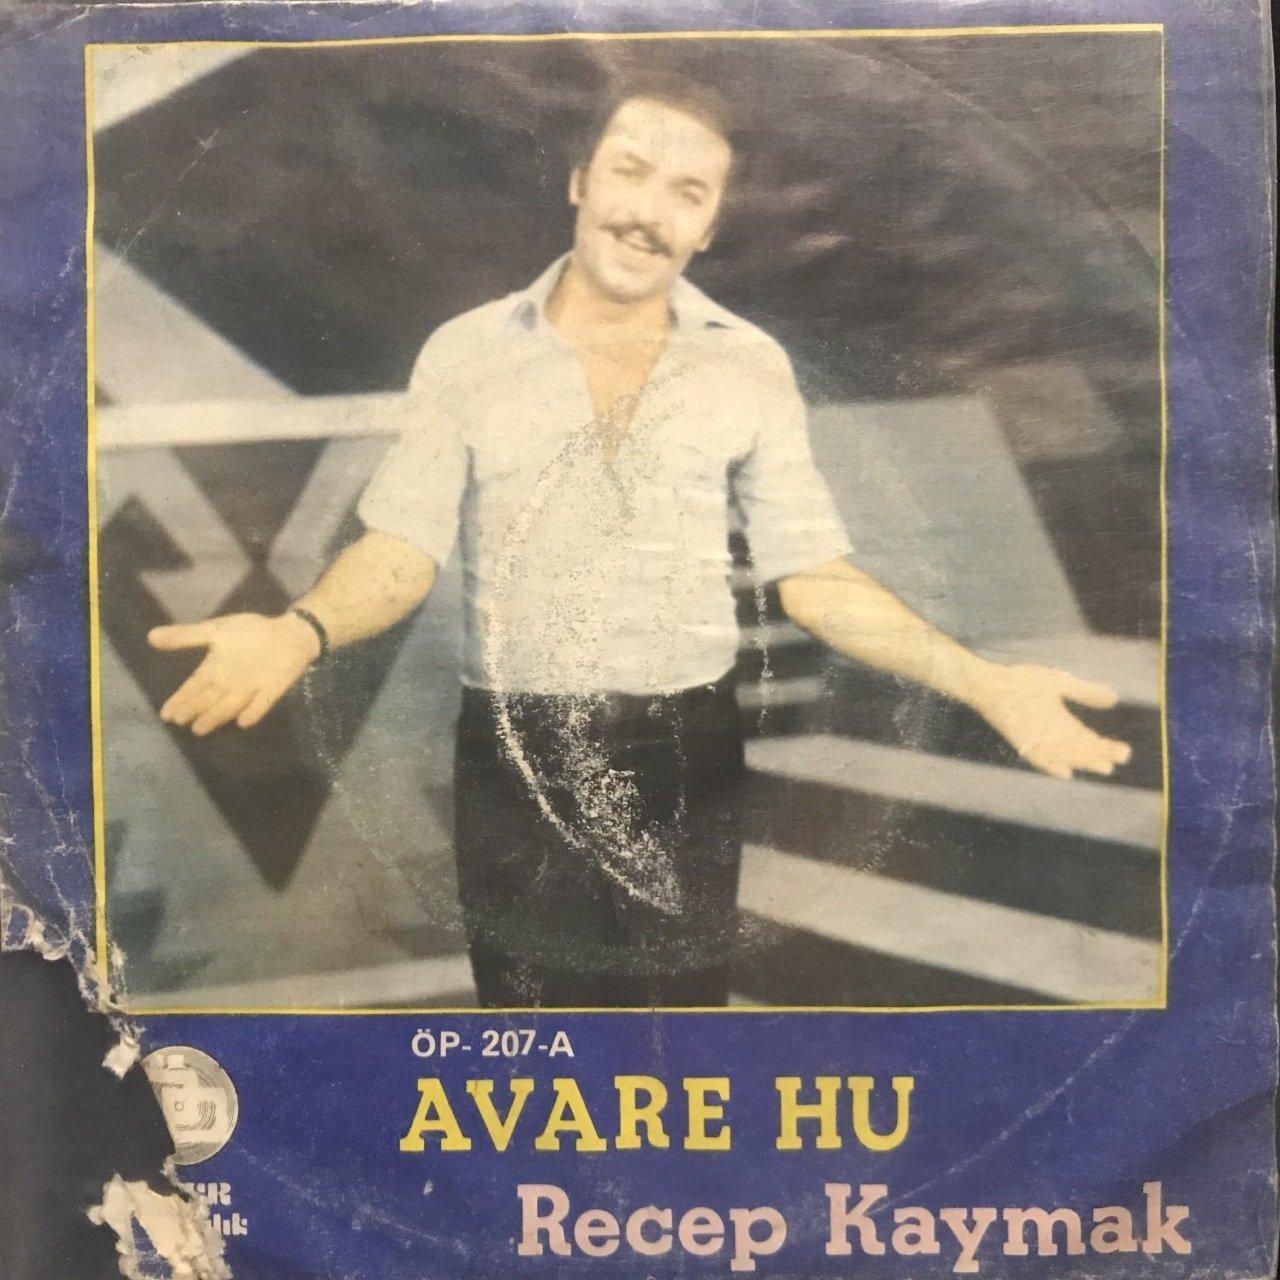 ÖP- 207-A
AVARE HU
Recep Kaymak